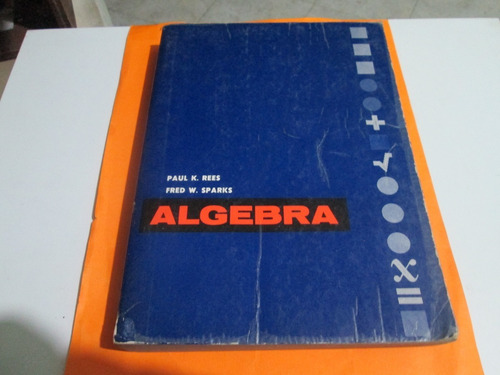 PAUL K. REES
FRED W. SPARKS
ALGEBRA
+
√
x
=